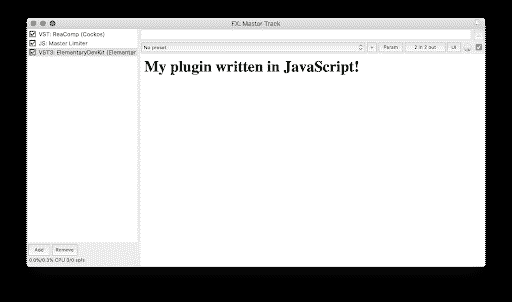 FX: Master Track
VST: ReaComp (Cockos)
JS: Master Limiter
VST3: ElementaryDevKit (Elementar
No preset
+
Param
2 in 2 out
UI
My plugin written in JavaScript!
Add
Remove
0.0%/0.3% CPU 0/0 spls